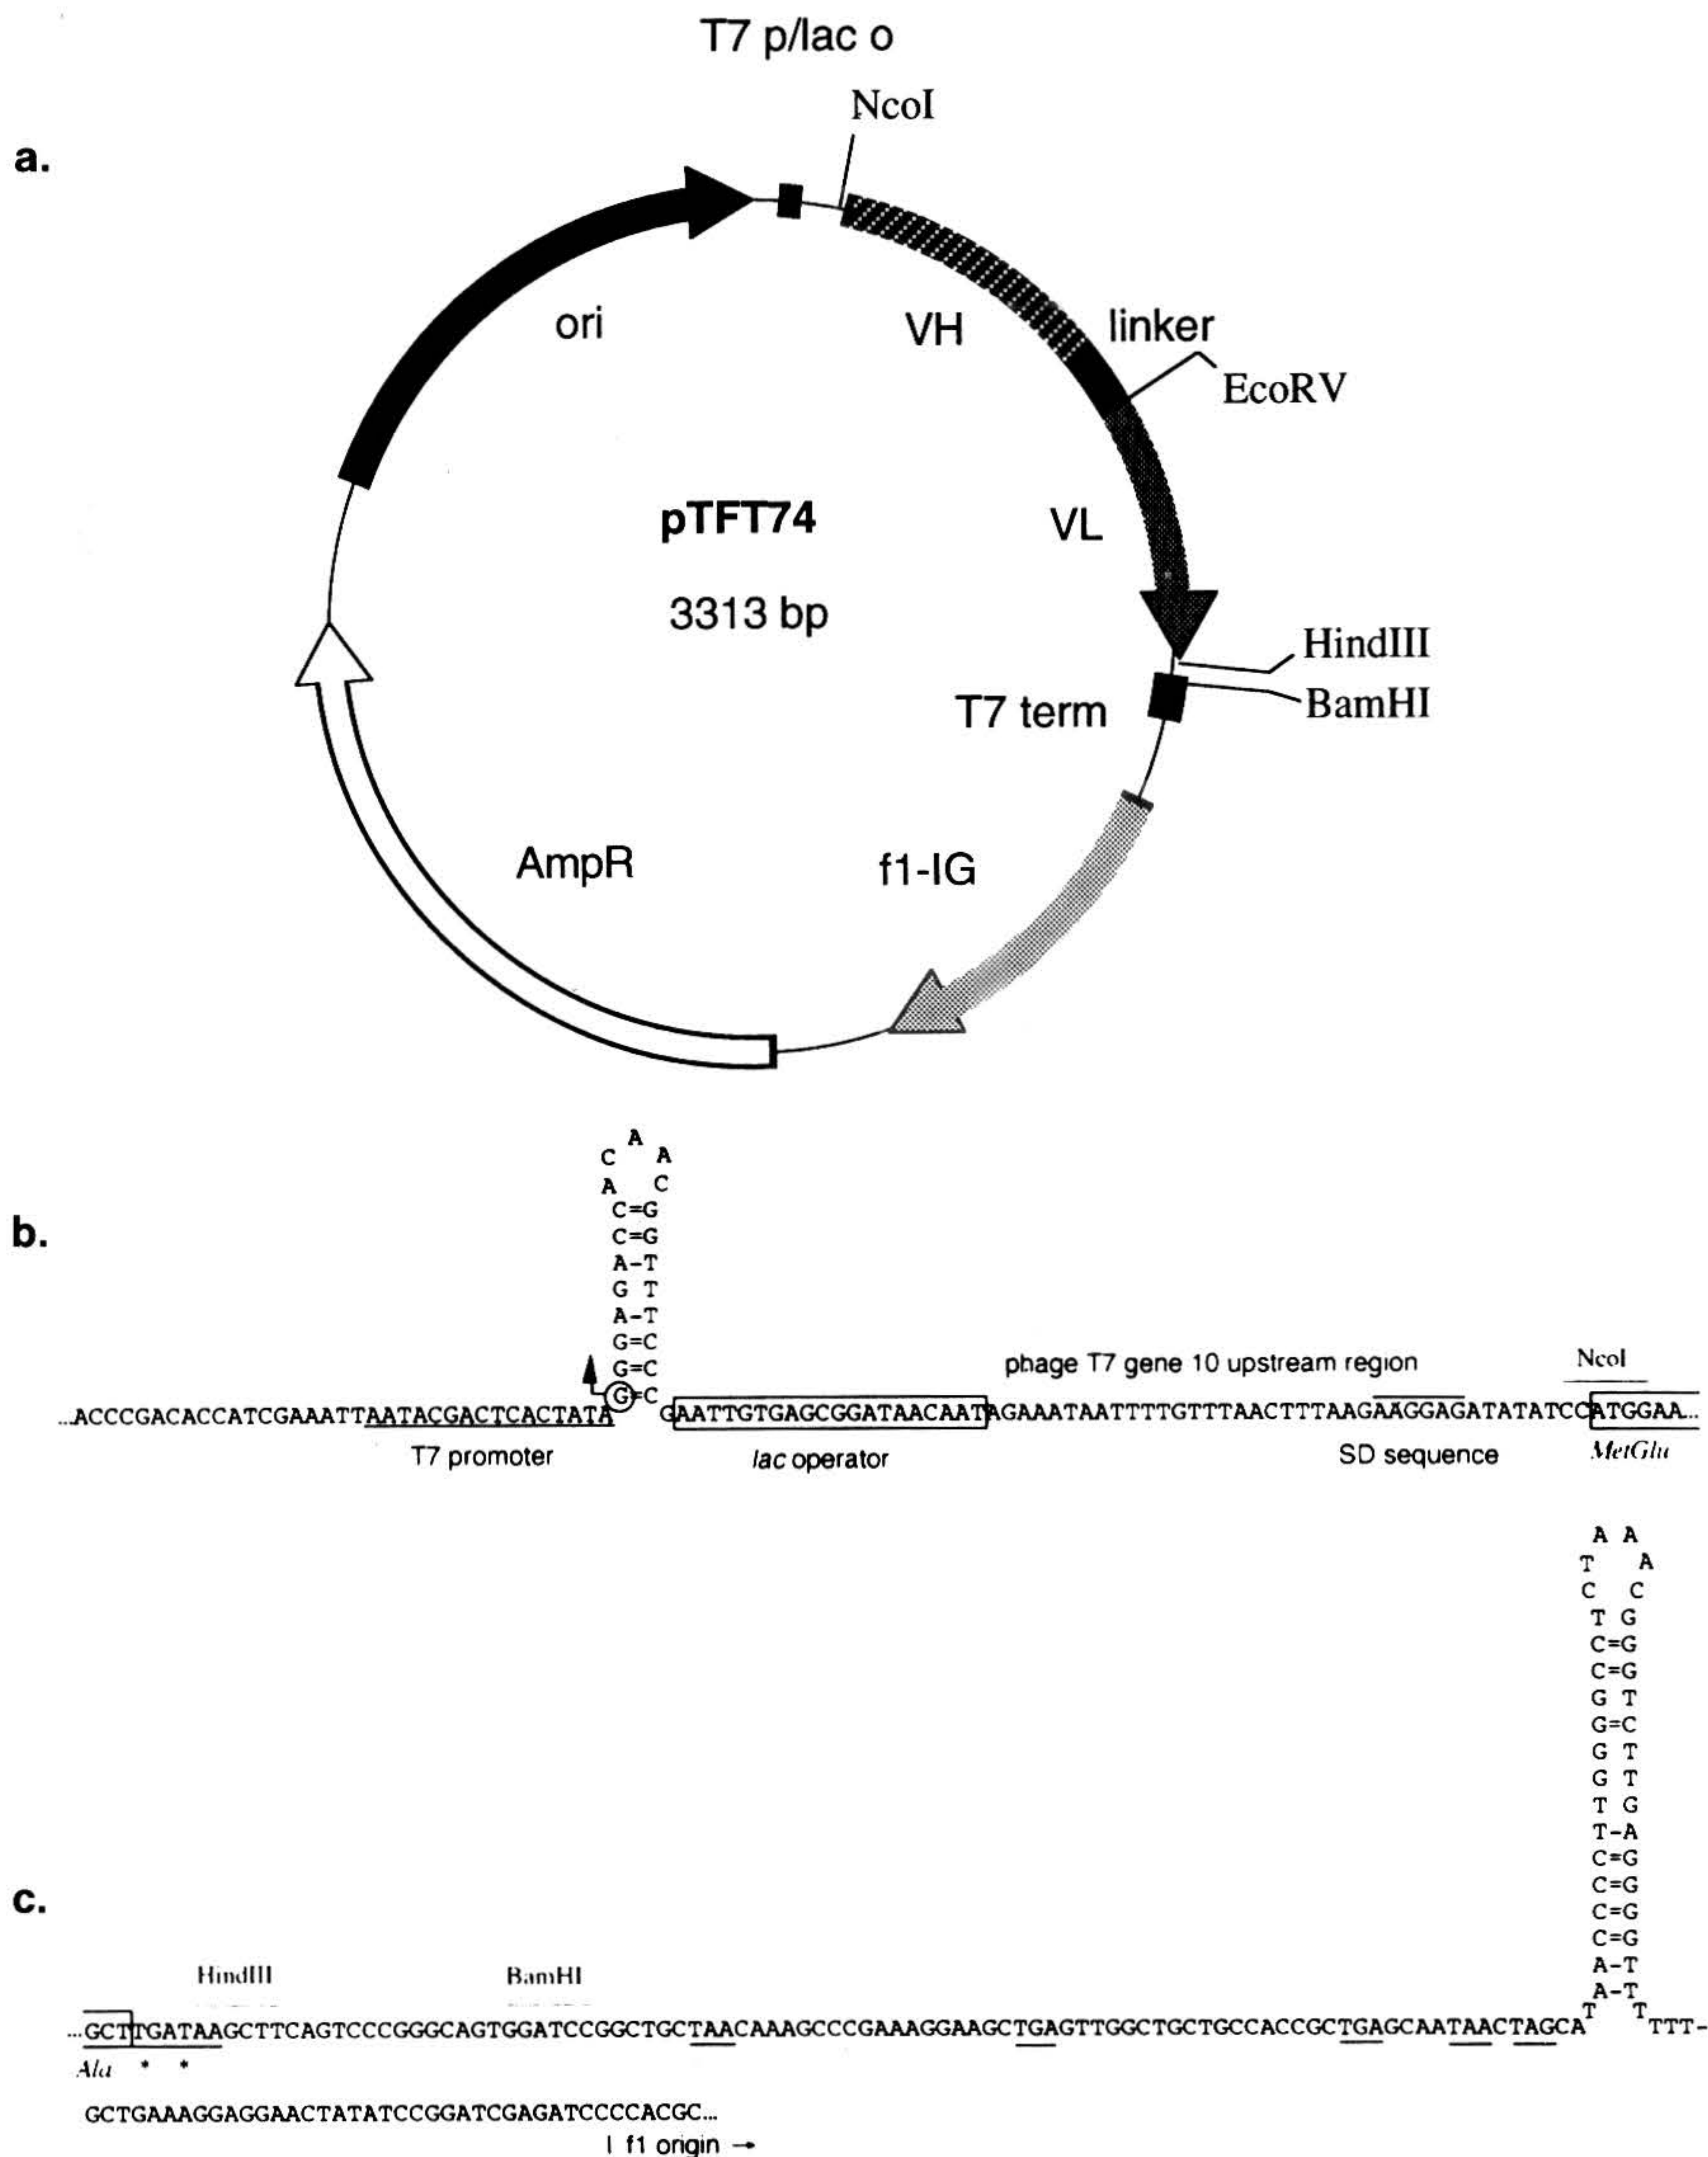 T7 p/lac o
NcoI
a.
ori
VH
linker
EcoRV
pTFT74
VL
3313 bp
HindIII
BamHI
T7 term
AmpR
f1-IG
b.
A
C A
A C
C=G
C=G
A-T
G T
A-T
G=C
G=C
G=C
phage T7 gene 10 upstream region
NcoI
...ACCCGACACCATCGAAATTAATACGACTCACTATA
GAATTGTGAGCGGATAACAATAGAAATAATTTTGTTTAACTTTAAGAAGGAGATATATCCATGGAA...
T7 promoter
lac operator
SD sequence
MetGlu
A A
T A
C C
T G
C=G
C=G
G T
G=C
G T
G T
T G
T-A
C=G
C=G
C=G
C=G
A-T
A-T
T T
c.
HindIII
BamHI
...GCTTGATAAGCTTCAGTCCCGGGCAGTGGATCCGGCTGCTAACAAAGCCCGAAAGGAAGCTGAGTTGGCTGCTGCCACCGCTGAGCAATAACTAGCA
TTT-
Ala * *
GCTGAAAGGAGGAACTATATCCGGATCGAGATCCCCACGC...
| f1 origin →